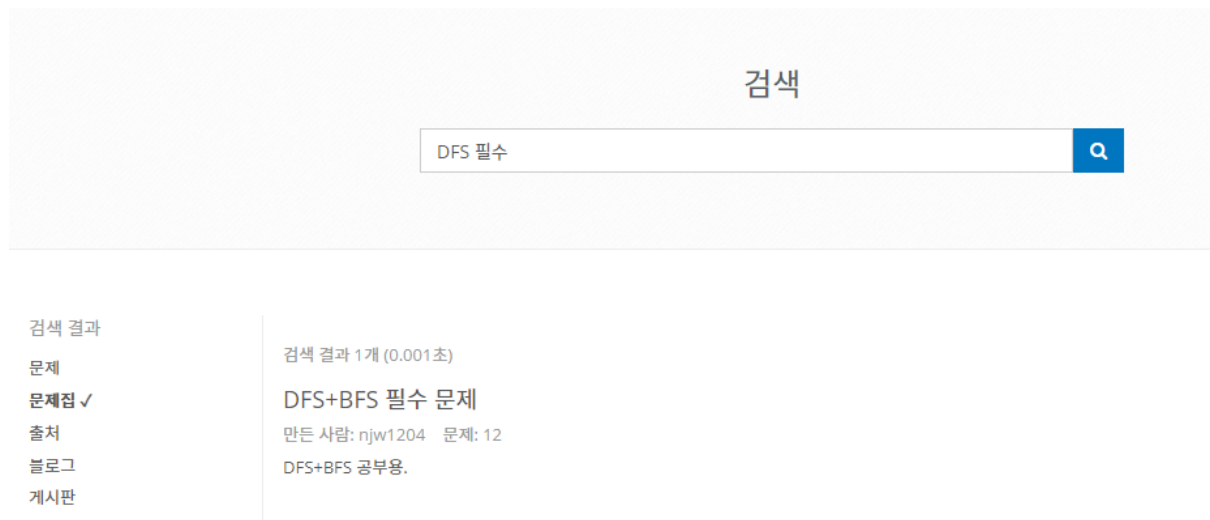 검색
DFS 필수
검색 결과
문제
문제집 ✓
출처
블로그
게시판
검색 결과 1개 (0.001초)
DFS+BFS 필수 문제
만든 사람: njw1204 문제: 12
DFS+BFS 공부용.